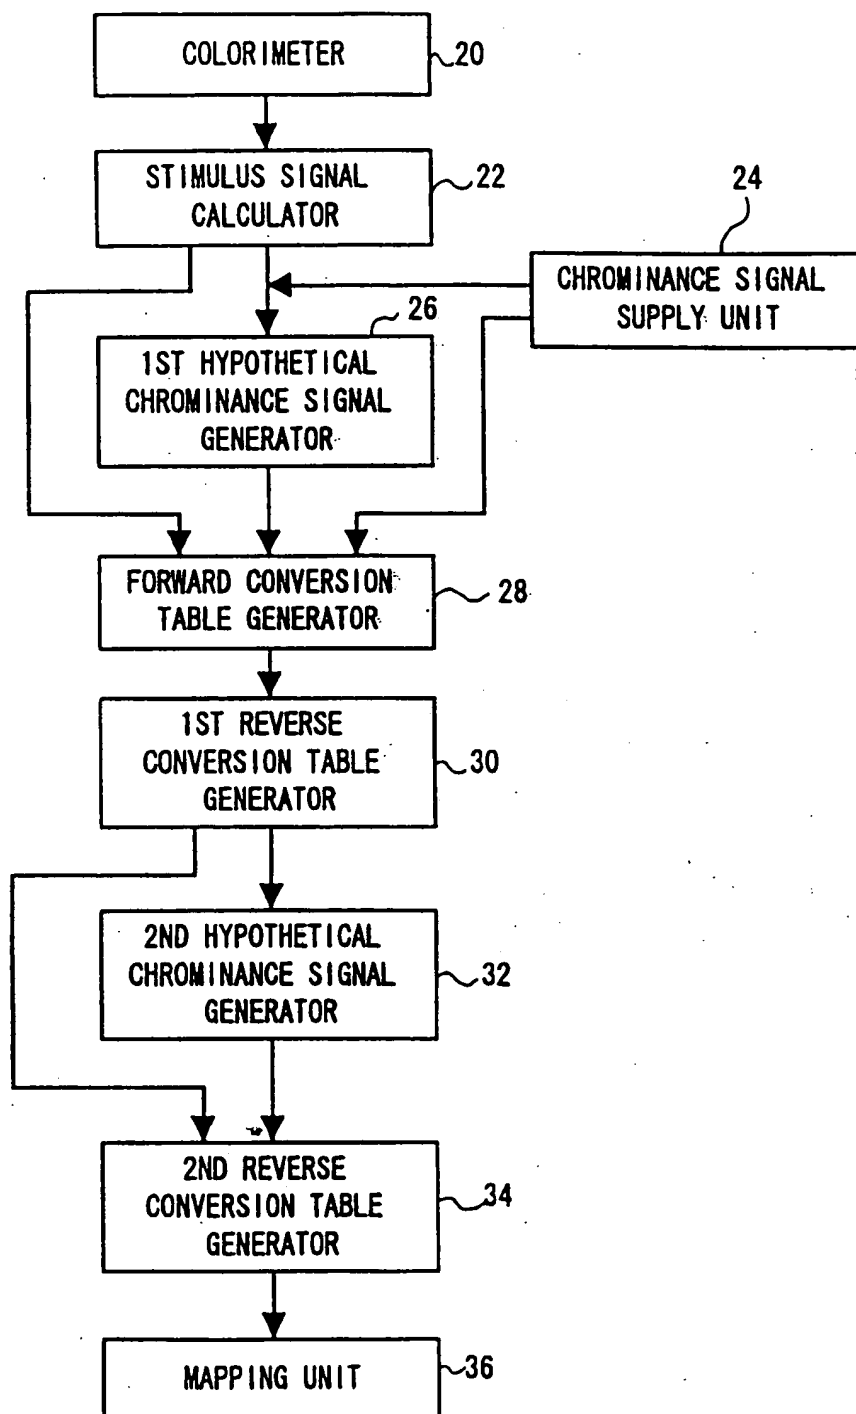 COLORIMETER
20
STIMULUS SIGNAL
CALCULATOR
22
24
CHROMINANCE SIGNAL
SUPPLY UNIT
26
1ST HYPOTHETICAL
CHROMINANCE SIGNAL
GENERATOR
FORWARD CONVERSION
TABLE GENERATOR
28
1ST REVERSE
CONVERSION TABLE
GENERATOR
30
2ND HYPOTHETICAL
CHROMINANCE SIGNAL
GENERATOR
32
2ND REVERSE
CONVERSION TABLE
GENERATOR
34
MAPPING UNIT
36